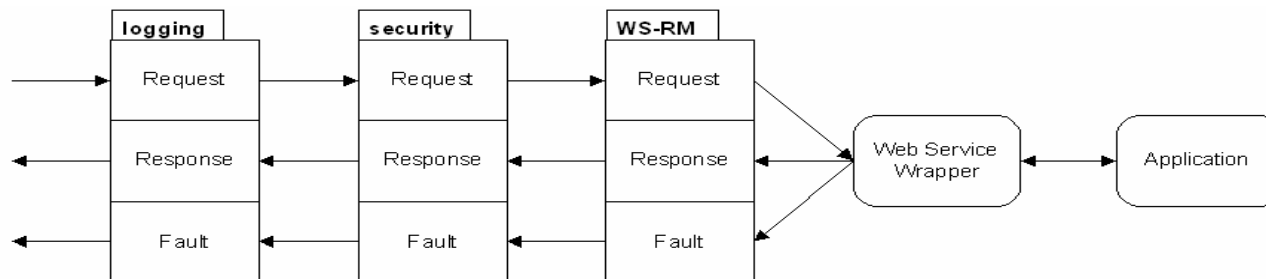 logging
security
WS-RM
Request
Request
Request
Response
Response
Response
Web Service
Wrapper
Application
Fault
Fault
Fault